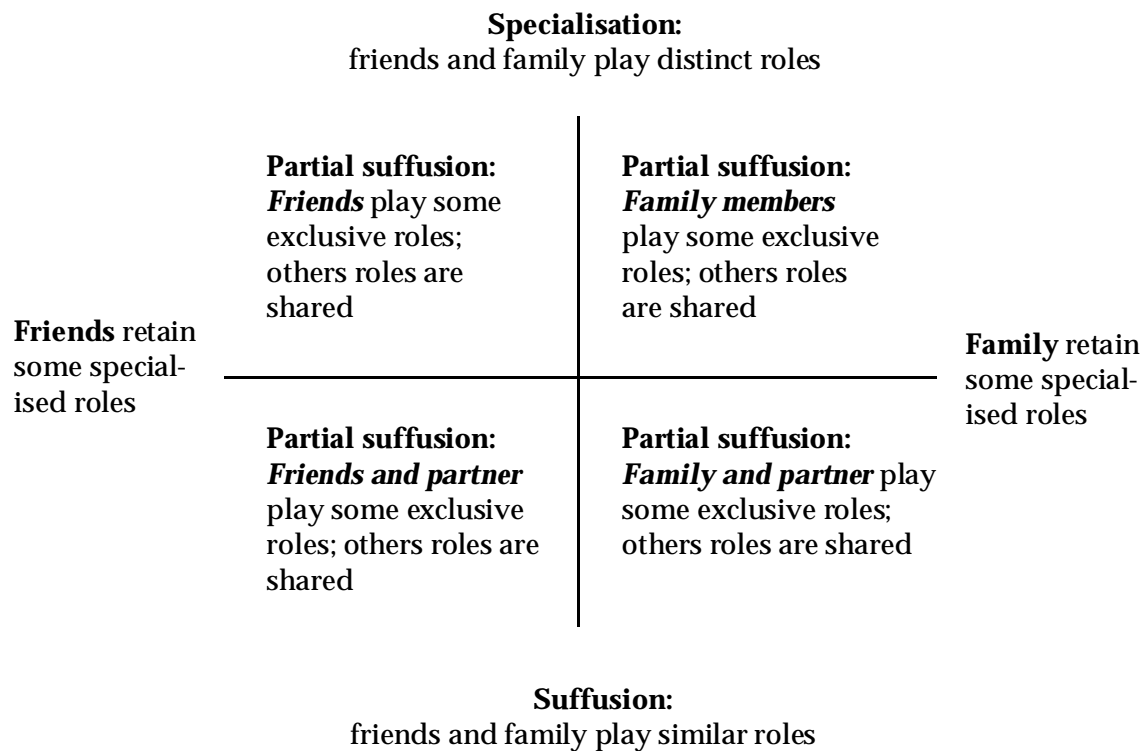 Specialisation:
friends and family play distinct roles
Partial suffusion:
Friends play some
exclusive roles;
others roles are
shared
Partial suffusion:
Family members
play some exclusive
roles; others roles
are shared
Friends retain
some special-
ised roles
Family retain
some special-
ised roles
Partial suffusion:
Friends and partner
play some exclusive
roles; others roles are
shared
Partial suffusion:
Family and partner play
some exclusive roles;
others roles are shared
Suffusion:
friends and family play similar roles